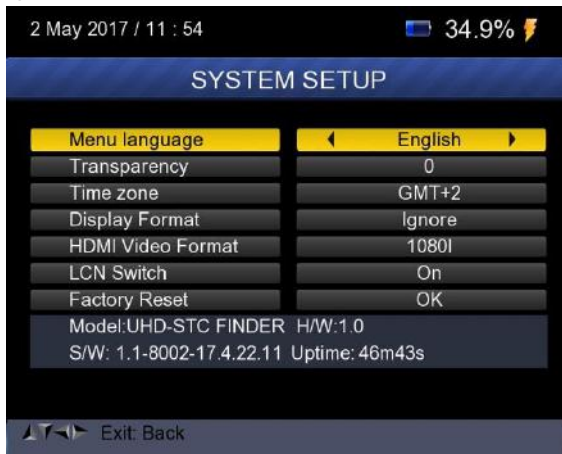 2 May 2017 / 11 : 54 34.9%
SYSTEM SETUP
Menu language English
Transparency 0
Time zone GMT+2
Display Format Ignore
HDMI Video Format 1080I
LCN Switch On
Factory Reset OK
Model:UHD-STC FINDER H/W:1.0
S/W: 1.1-8002-17.4.22.11 Uptime: 46m43s
Exit: Back